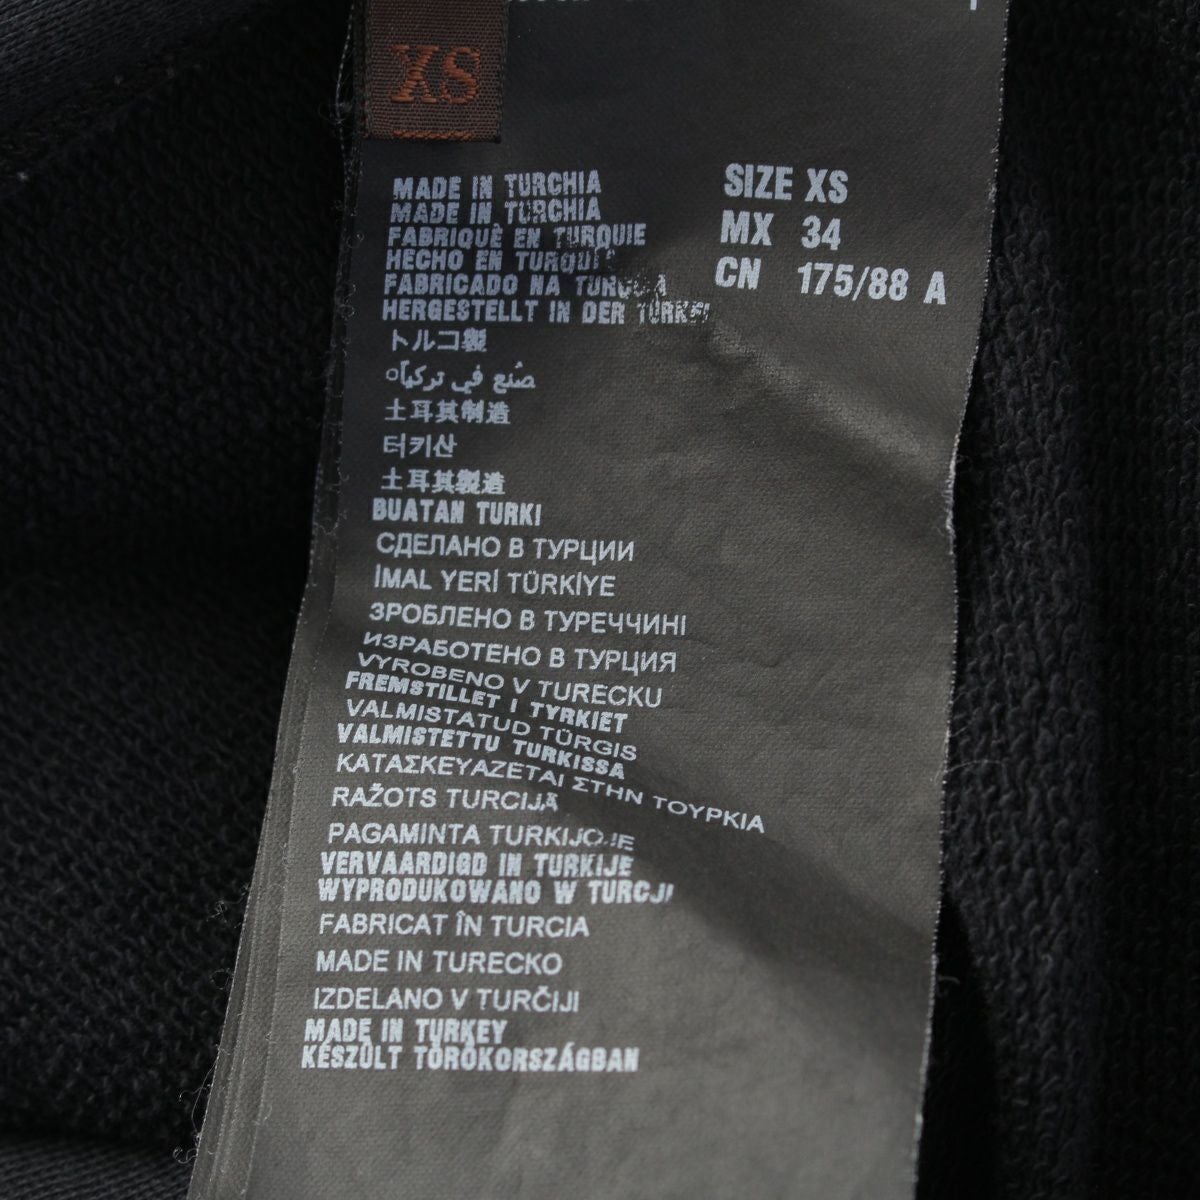 XS
MADE IN TURCHIA
MADE IN TURCHIA
FABRIQUÈ EN TURQUIE
HECHO EN
FABRICADO NA
HERGESTELLT IN DER TÜRKEI
トルコ製
صُنع في تركيا
土耳其制造
터키산
土耳其製造
BUATAN TURKI
СДЕЛАНО В ТУРЦИИ
İMAL YERİ TÜRKİYE
ЗРОБЛЕНО В ТУРЕЧЧИНІ
ИЗРАБОТЕНО В ТУРЦИЯ
VYROBENO V TURECKU
FREMSTILLET I TYRKIET
VALMISTATUD TÜRGIS
VALMISTETTU TURKISSA
ΚΑΤΑΣΚΕΥΑΖΕΤΑΙ ΣΤΗΝ ΤΟΥΡΚΙΑ
RAŽOTS TURCIJĀ
PAGAMINTA TURKIJOJE
VERVAARDIGD IN TURKIJE
WYPRODUKOWANO W TURCJI
FABRICAT ÎN TURCIA
MADE IN TURECKO
IZDELANO V TURČIJI
MADE IN TURKEY
KÉSZÜLT TÖRÖKORSZÁGBAN
SIZE XS
MX 34
CN 175/88 A